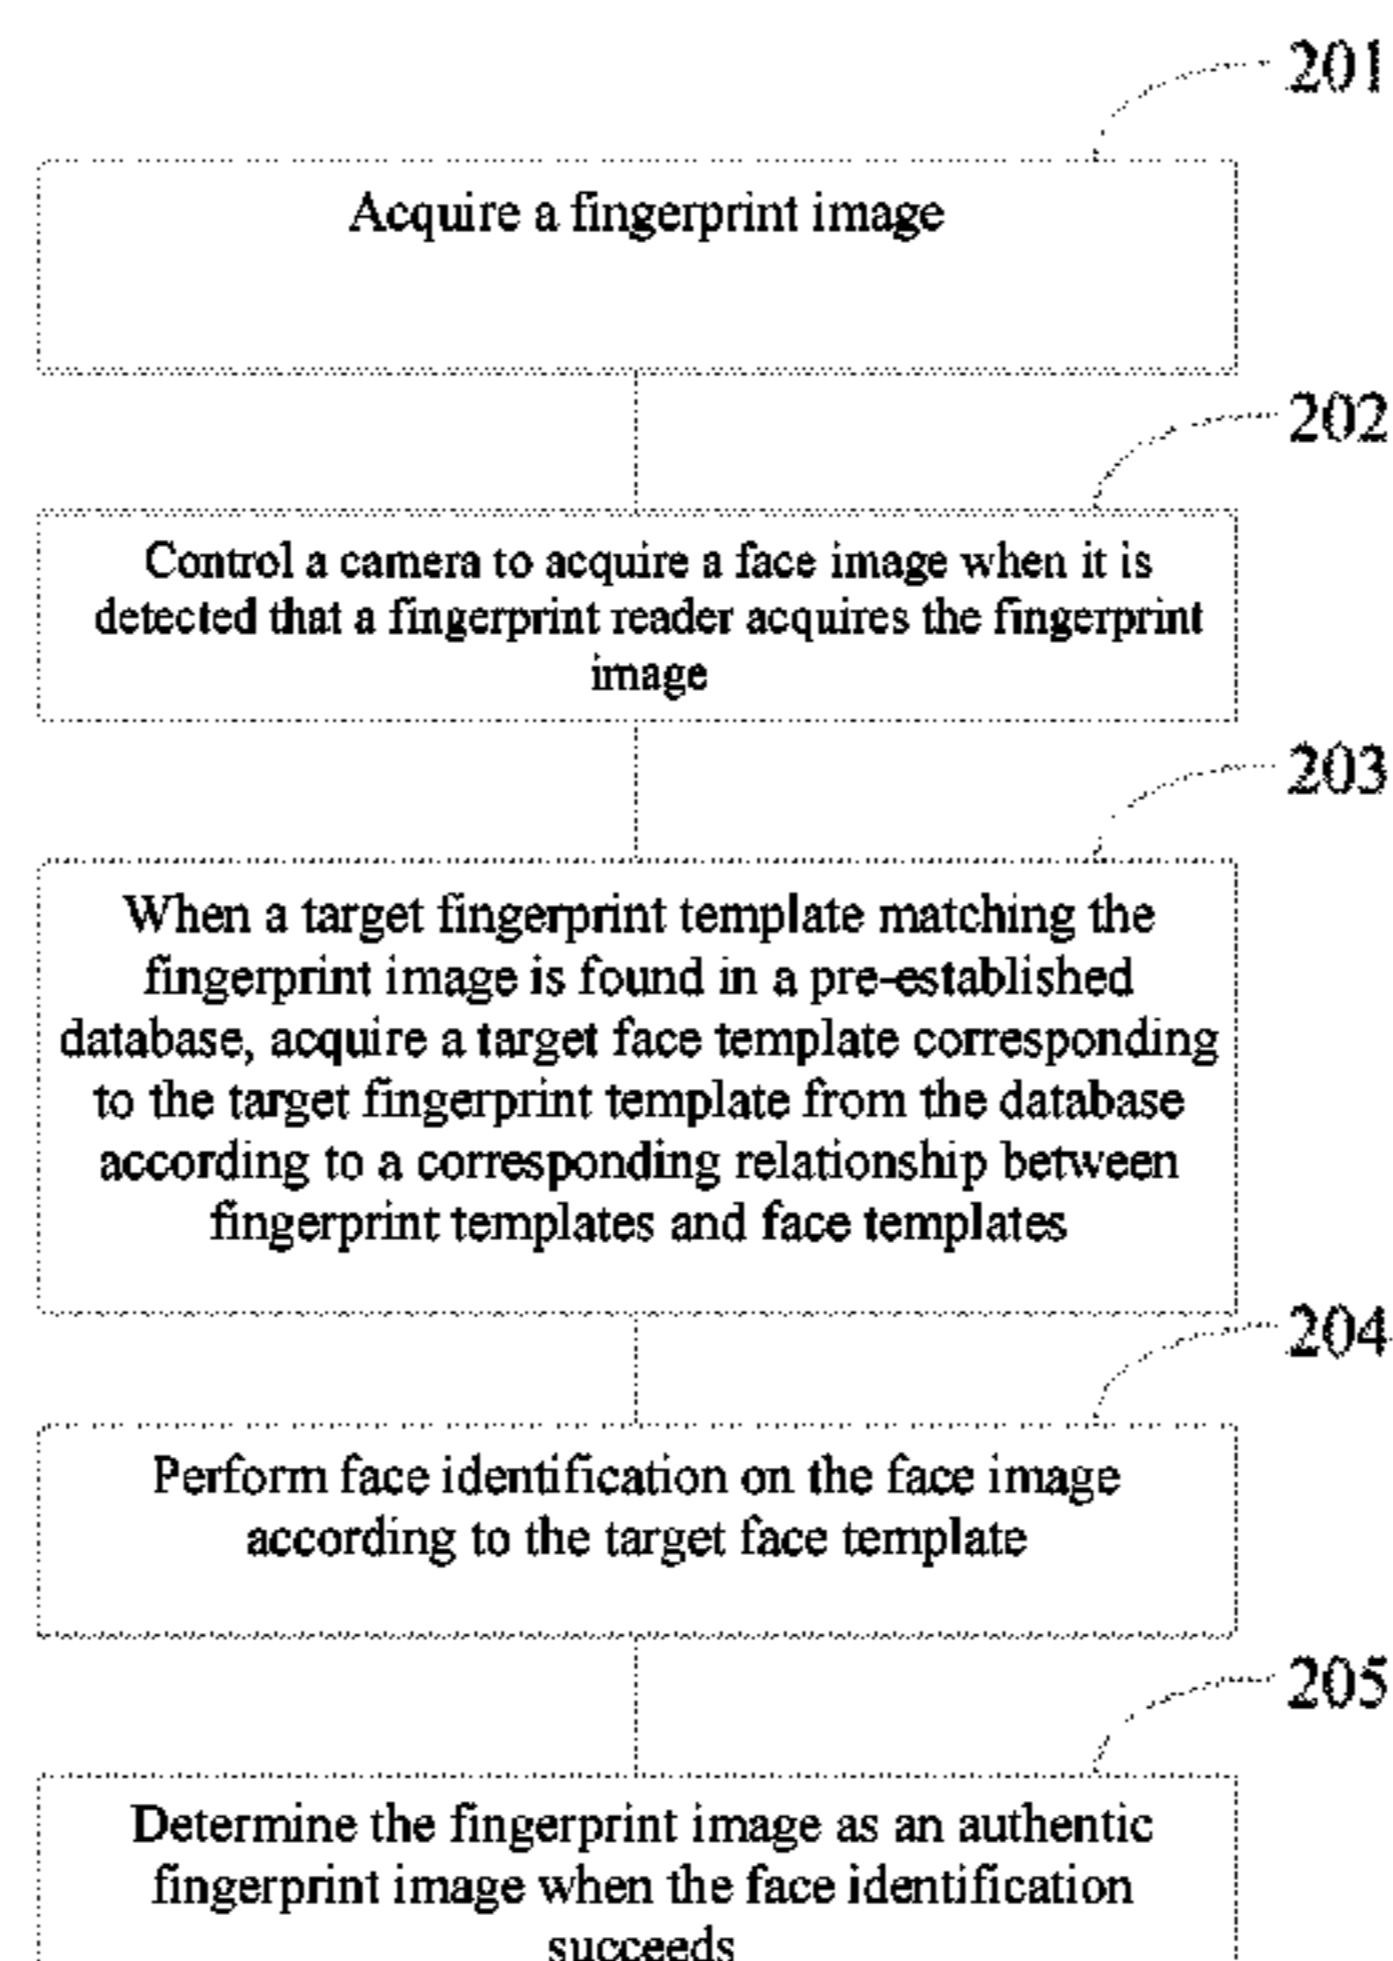 201
Acquire a fingerprint image
202
Control a camera to acquire a face image when it is
detected that a fingerprint reader acquires the fingerprint
image
203
When a target fingerprint template matching the
fingerprint image is found in a pre-established
database, acquire a target face template corresponding
to the target fingerprint template from the database
according to a corresponding relationship between
fingerprint templates and face templates
204
Perform face identification on the face image
according to the target face template
205
Determine the fingerprint image as an authentic
fingerprint image when the face identification
succeeds